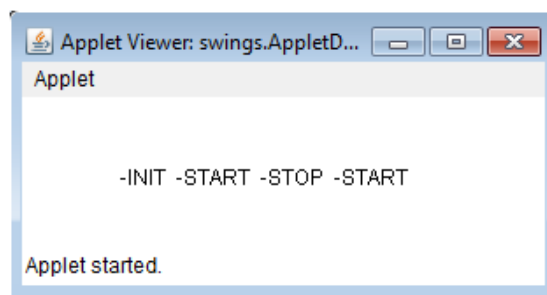 Applet Viewer: swings.AppletD...
Applet
-INIT -START -STOP -START
Applet started.